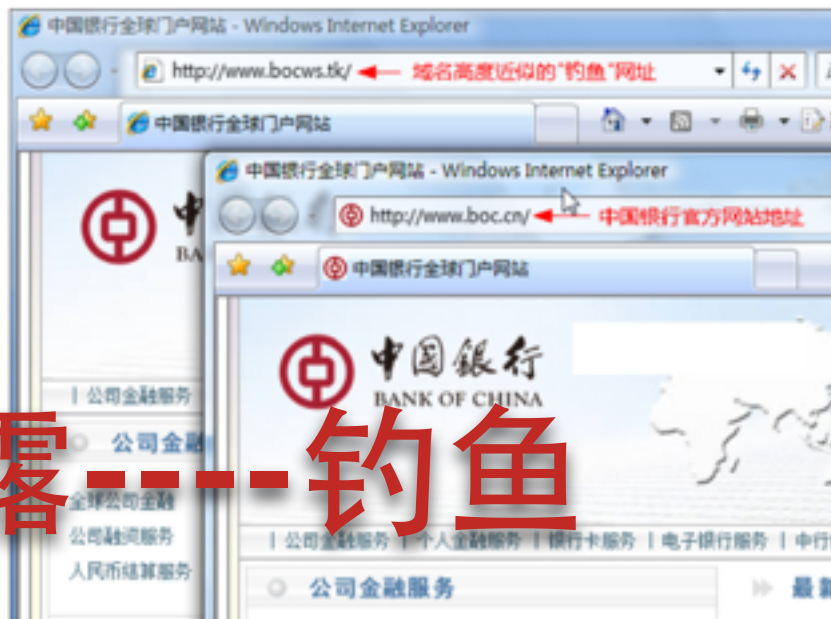 中国银行全球门户网站 - Windows Internet Explorer
http://www.bocws.tk/ 域名高度近似的"钓鱼"网址
中国银行全球门户网站
中国银行全球门户网站 - Windows Internet Explorer
http://www.boc.cn/ 中国银行官方网站地址
中国银行全球门户网站
中
BA
中国銀行
BANK OF CHINA
| 公司金融服务
公司金融
露----钓鱼
全球公司金融
公司融资服务
人民币结算服务
| 公司金融服务 | 个人金融服务 | 银行卡服务 | 电子银行服务 | 中行
公司金融服务
最新